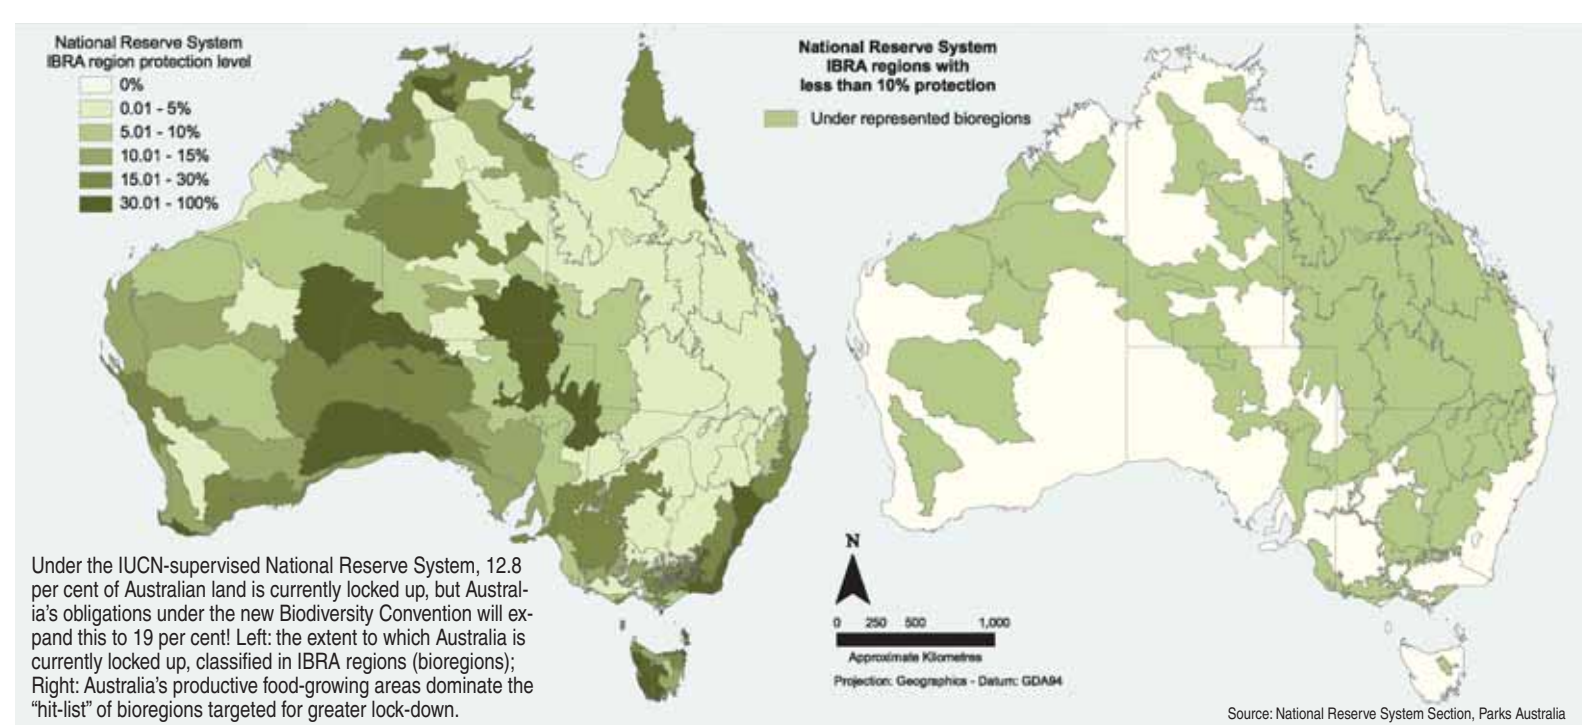 National Reserve System
IBRA region protection level
0%
0.01 - 5%
5.01 - 10%
10.01 - 15%
15.01 - 30%
30.01 - 100%
National Reserve System
IBRA regions with
less than 10% protection
Under represented bioregions
Under the IUCN-supervised National Reserve System, 12.8
per cent of Australian land is currently locked up, but Austral-
ia’s obligations under the new Biodiversity Convention will ex-
pand this to 19 per cent! Left: the extent to which Australia is
currently locked up, classified in IBRA regions (bioregions);
Right: Australia’s productive food-growing areas dominate the
“hit-list” of bioregions targeted for greater lock-down.
N
0 250 500 1,000
Approximate Kilometres
Projection: Geographics - Datum: GDA94
Source: National Reserve System Section, Parks Australia